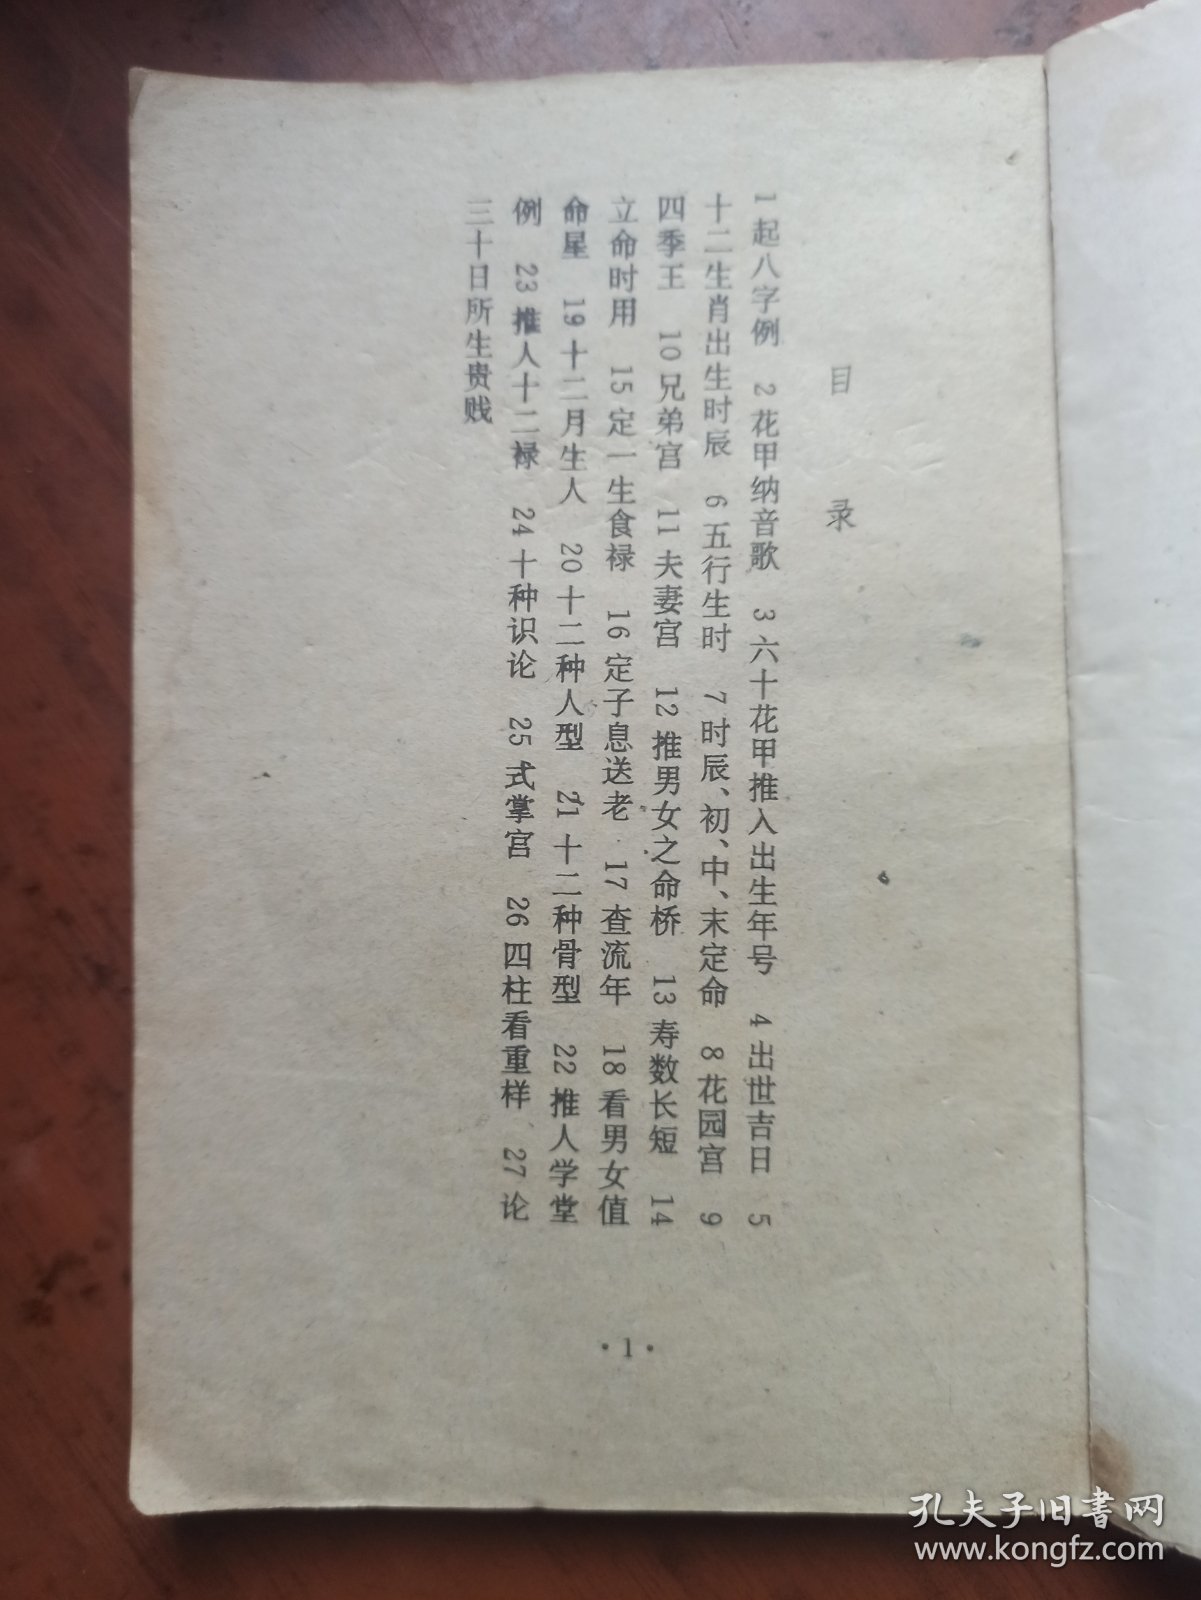 目录
1起八字例 2花甲纳音歌 3六十花甲推入出生年号 4出世吉日 5
十二生肖出生时辰 6五行生时 7时辰、初、中、末定命 8花园宫 9
四季王 10兄弟宫 11夫妻宫 12推男女之命桥 13寿数长短 14
立命时用 15定一生食禄 16定子息送老 17查流年 18看男女值
命星 19十二月生人 20十二种人型 21十二种骨型 22推人学堂
例 23推人十二禄 24十种识论 25式掌宫 26四柱看重样 27论
三十日所生贵贱
·1·
孔夫子旧书网
www.kongfz.com